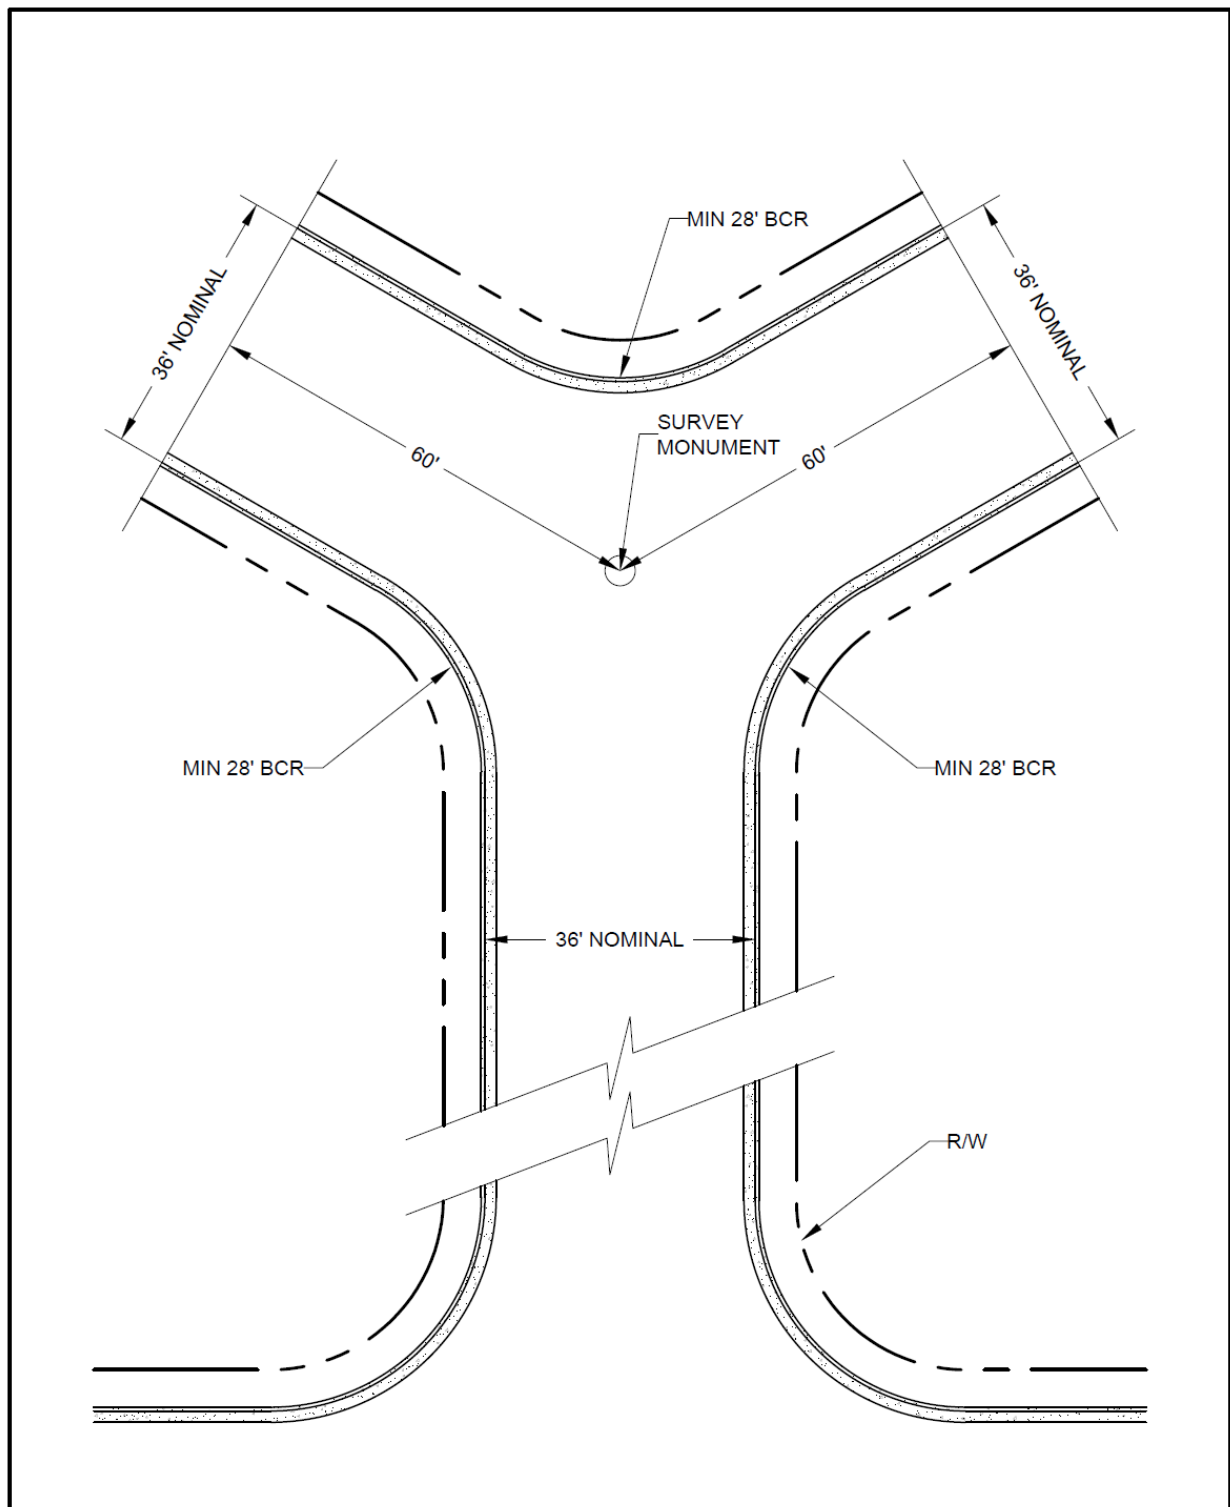 MIN 28' BCR
36' NOMINAL
36' NOMINAL
SURVEY
MONUMENT
60'
60'
MIN 28' BCR
MIN 28' BCR
36' NOMINAL
R/W